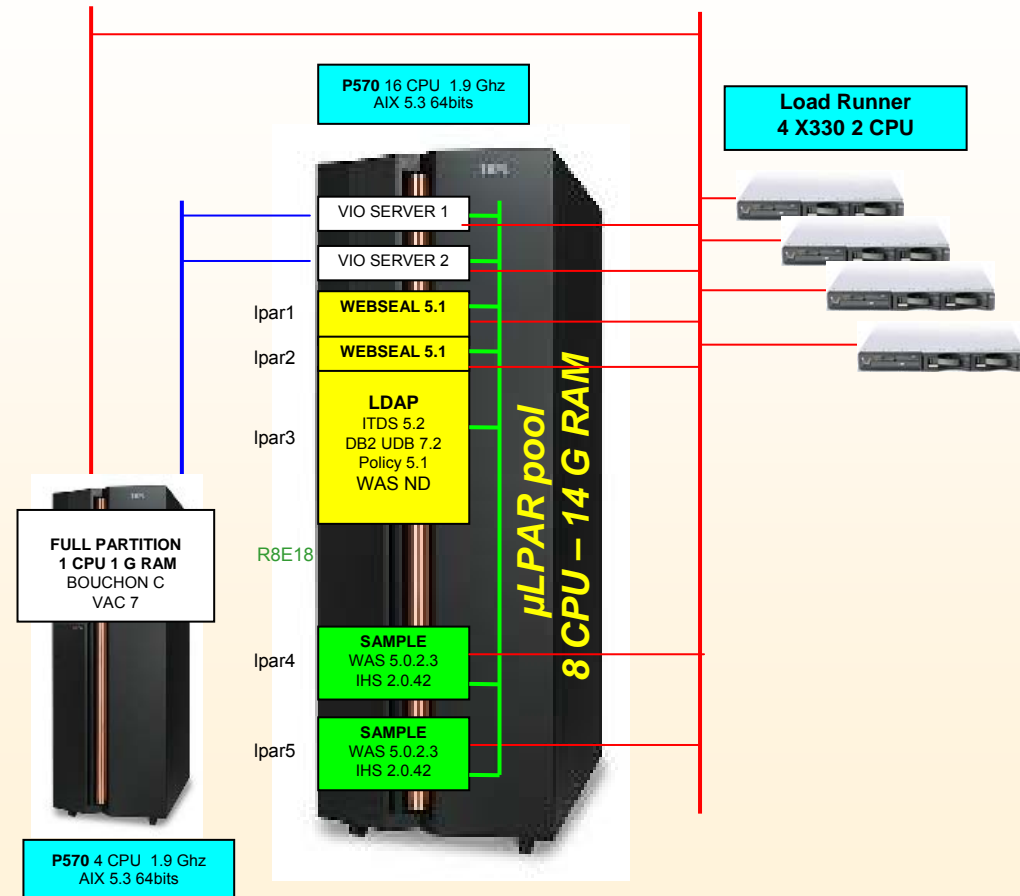 P570 16 CPU 1.9 Ghz
AIX 5.3 64bits
Load Runner
4 X330 2 CPU
VIO SERVER 1
VIO SERVER 2
lpar1
WEBSEAL 5.1
lpar2
WEBSEAL 5.1
lpar3
LDAP
ITDS 5.2
DB2 UDB 7.2
Policy 5.1
WAS ND
µLPAR pool
8 CPU – 14 G RAM
FULL PARTITION
1 CPU 1 G RAM
BOUCHON C
VAC 7
R8E18
lpar4
SAMPLE
WAS 5.0.2.3
IHS 2.0.42
lpar5
SAMPLE
WAS 5.0.2.3
IHS 2.0.42
P570 4 CPU 1.9 Ghz
AIX 5.3 64bits